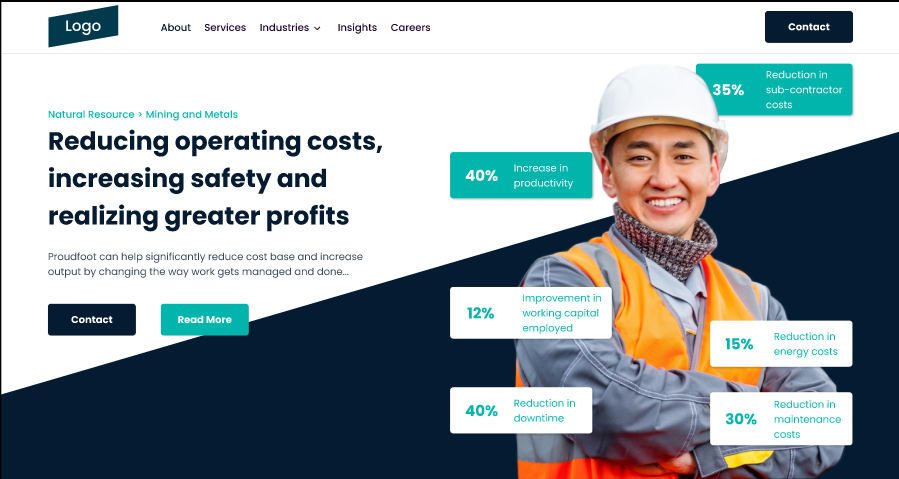 Logo
About Services Industries Insights Careers
Contact
Natural Resource > Mining and Metals
Reducing operating costs,
increasing safety and
realizing greater profits
Proudfoot can help significantly reduce cost base and increase
output by changing the way work gets managed and done...
Contact
Read More
35%
Reduction in
sub-contractor
costs
40%
Increase in
productivity
12%
Improvement in
working capital
employed
15%
Reduction in
energy costs
40%
Reduction in
downtime
30%
Reduction in
maintenance
costs